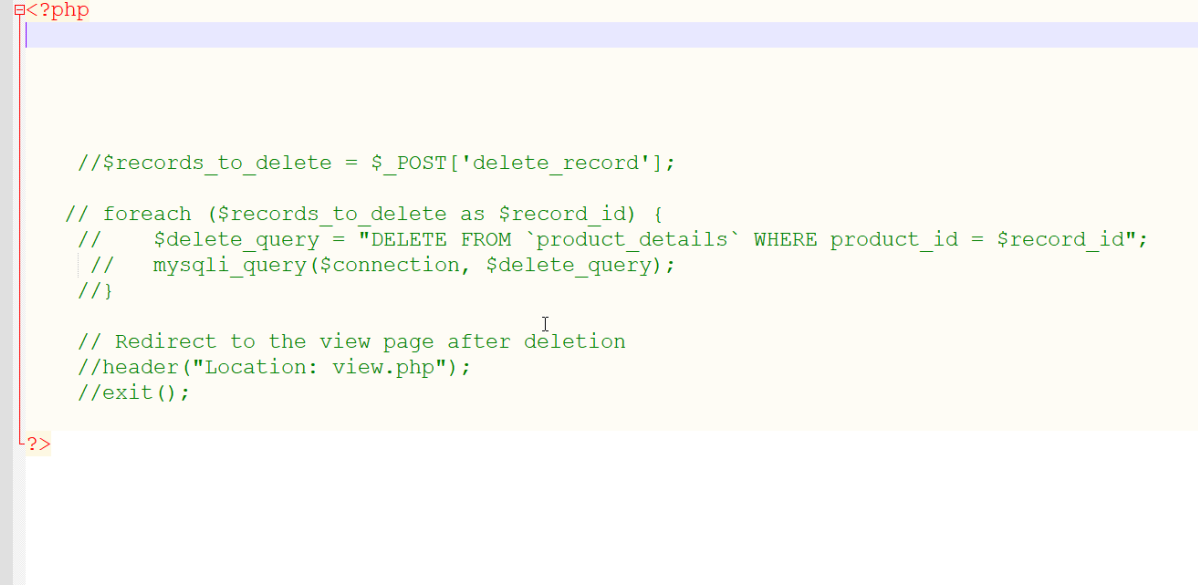 <?php
//$records_to_delete = $_POST['delete_record'];
// foreach ($records_to_delete as $record_id) {
//    $delete_query = "DELETE FROM `product_details` WHERE product_id = $record_id";
//   mysqli_query($connection, $delete_query);
//}
// Redirect to the view page after deletion
//header("Location: view.php");
//exit();
?>